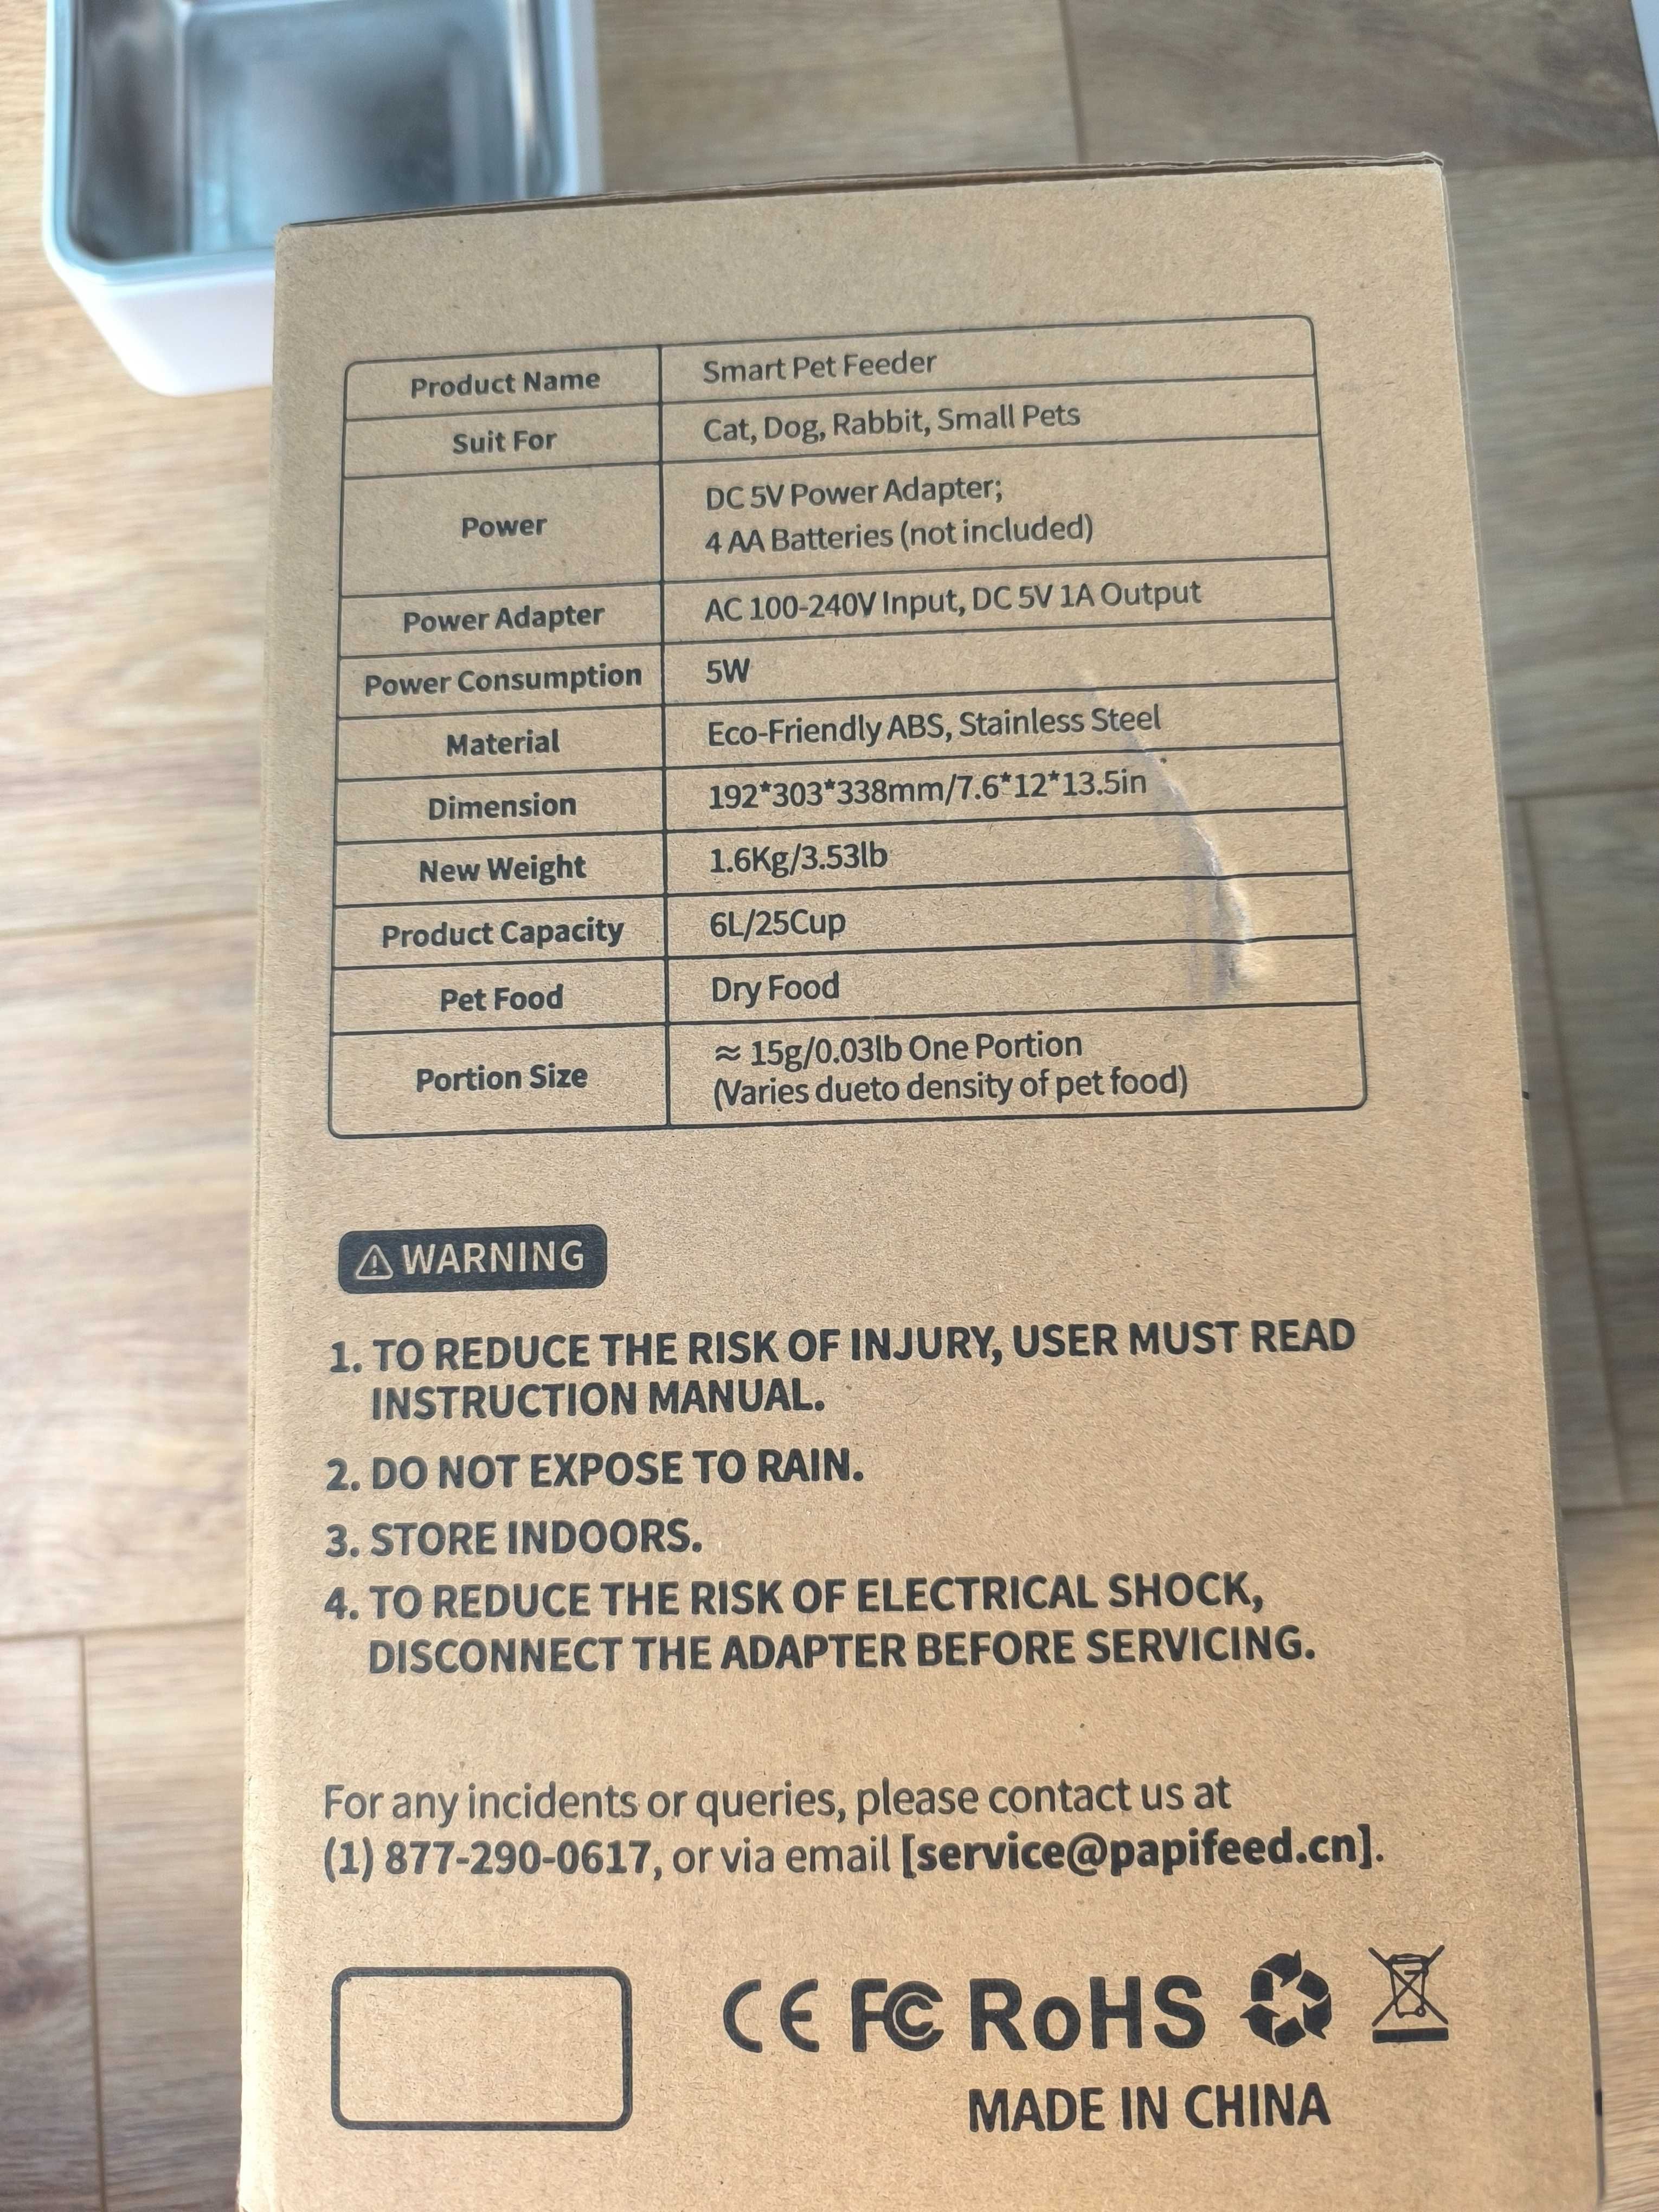 Product Name Smart Pet Feeder
Suit For Cat, Dog, Rabbit, Small Pets
Power DC 5V Power Adapter;
4 AA Batteries (not included)
Power Adapter AC 100-240V Input, DC 5V 1A Output
Power Consumption 5W
Material Eco-Friendly ABS, Stainless Steel
Dimension 192*303*338mm/7.6*12*13.5in
New Weight 1.6Kg/3.53lb
Product Capacity 6L/25Cup
Pet Food Dry Food
Portion Size ≈ 15g/0.03lb One Portion
(Varies dueto density of pet food)
WARNING
1. TO REDUCE THE RISK OF INJURY, USER MUST READ
INSTRUCTION MANUAL.
2. DO NOT EXPOSE TO RAIN.
3. STORE INDOORS.
4. TO REDUCE THE RISK OF ELECTRICAL SHOCK,
DISCONNECT THE ADAPTER BEFORE SERVICING.
For any incidents or queries, please contact us at
(1) 877-290-0617, or via email [service@papifeed.cn].
CE FC RoHS
MADE IN CHINA